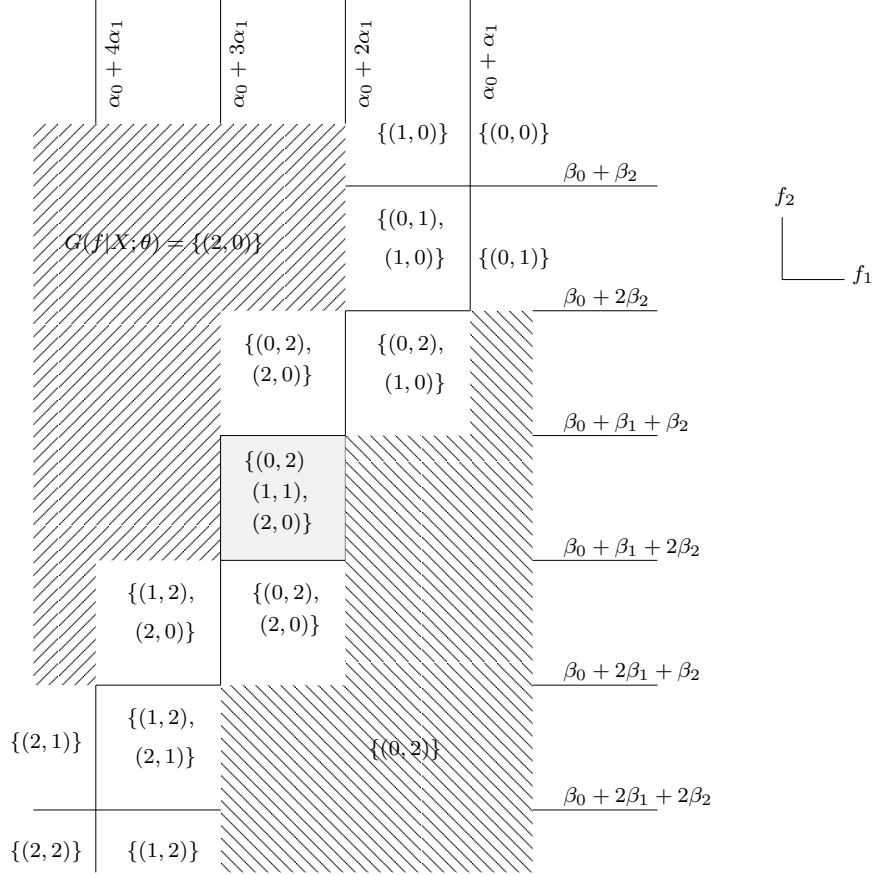 α₀ + 4α₁
α₀ + 3α₁
α₀ + 2α₁
α₀ + α₁
{(1, 0)}
{(0, 0)}
β₀ + β₂
f₂
f₁
G(f|X; θ) = {(2, 0)}
{(0, 1),
(1, 0)}
{(0, 1)}
β₀ + 2β₂
{(0, 2),
(2, 0)}
{(0, 2),
(1, 0)}
β₀ + β₁ + β₂
{(0, 2)
(1, 1),
(2, 0)}
β₀ + β₁ + 2β₂
{(1, 2),
(2, 0)}
{(0, 2),
(2, 0)}
β₀ + 2β₁ + β₂
{(2, 1)}
{(1, 2),
(2, 1)}
{(0, 2)}
β₀ + 2β₁ + 2β₂
{(2, 2)}
{(1, 2)}